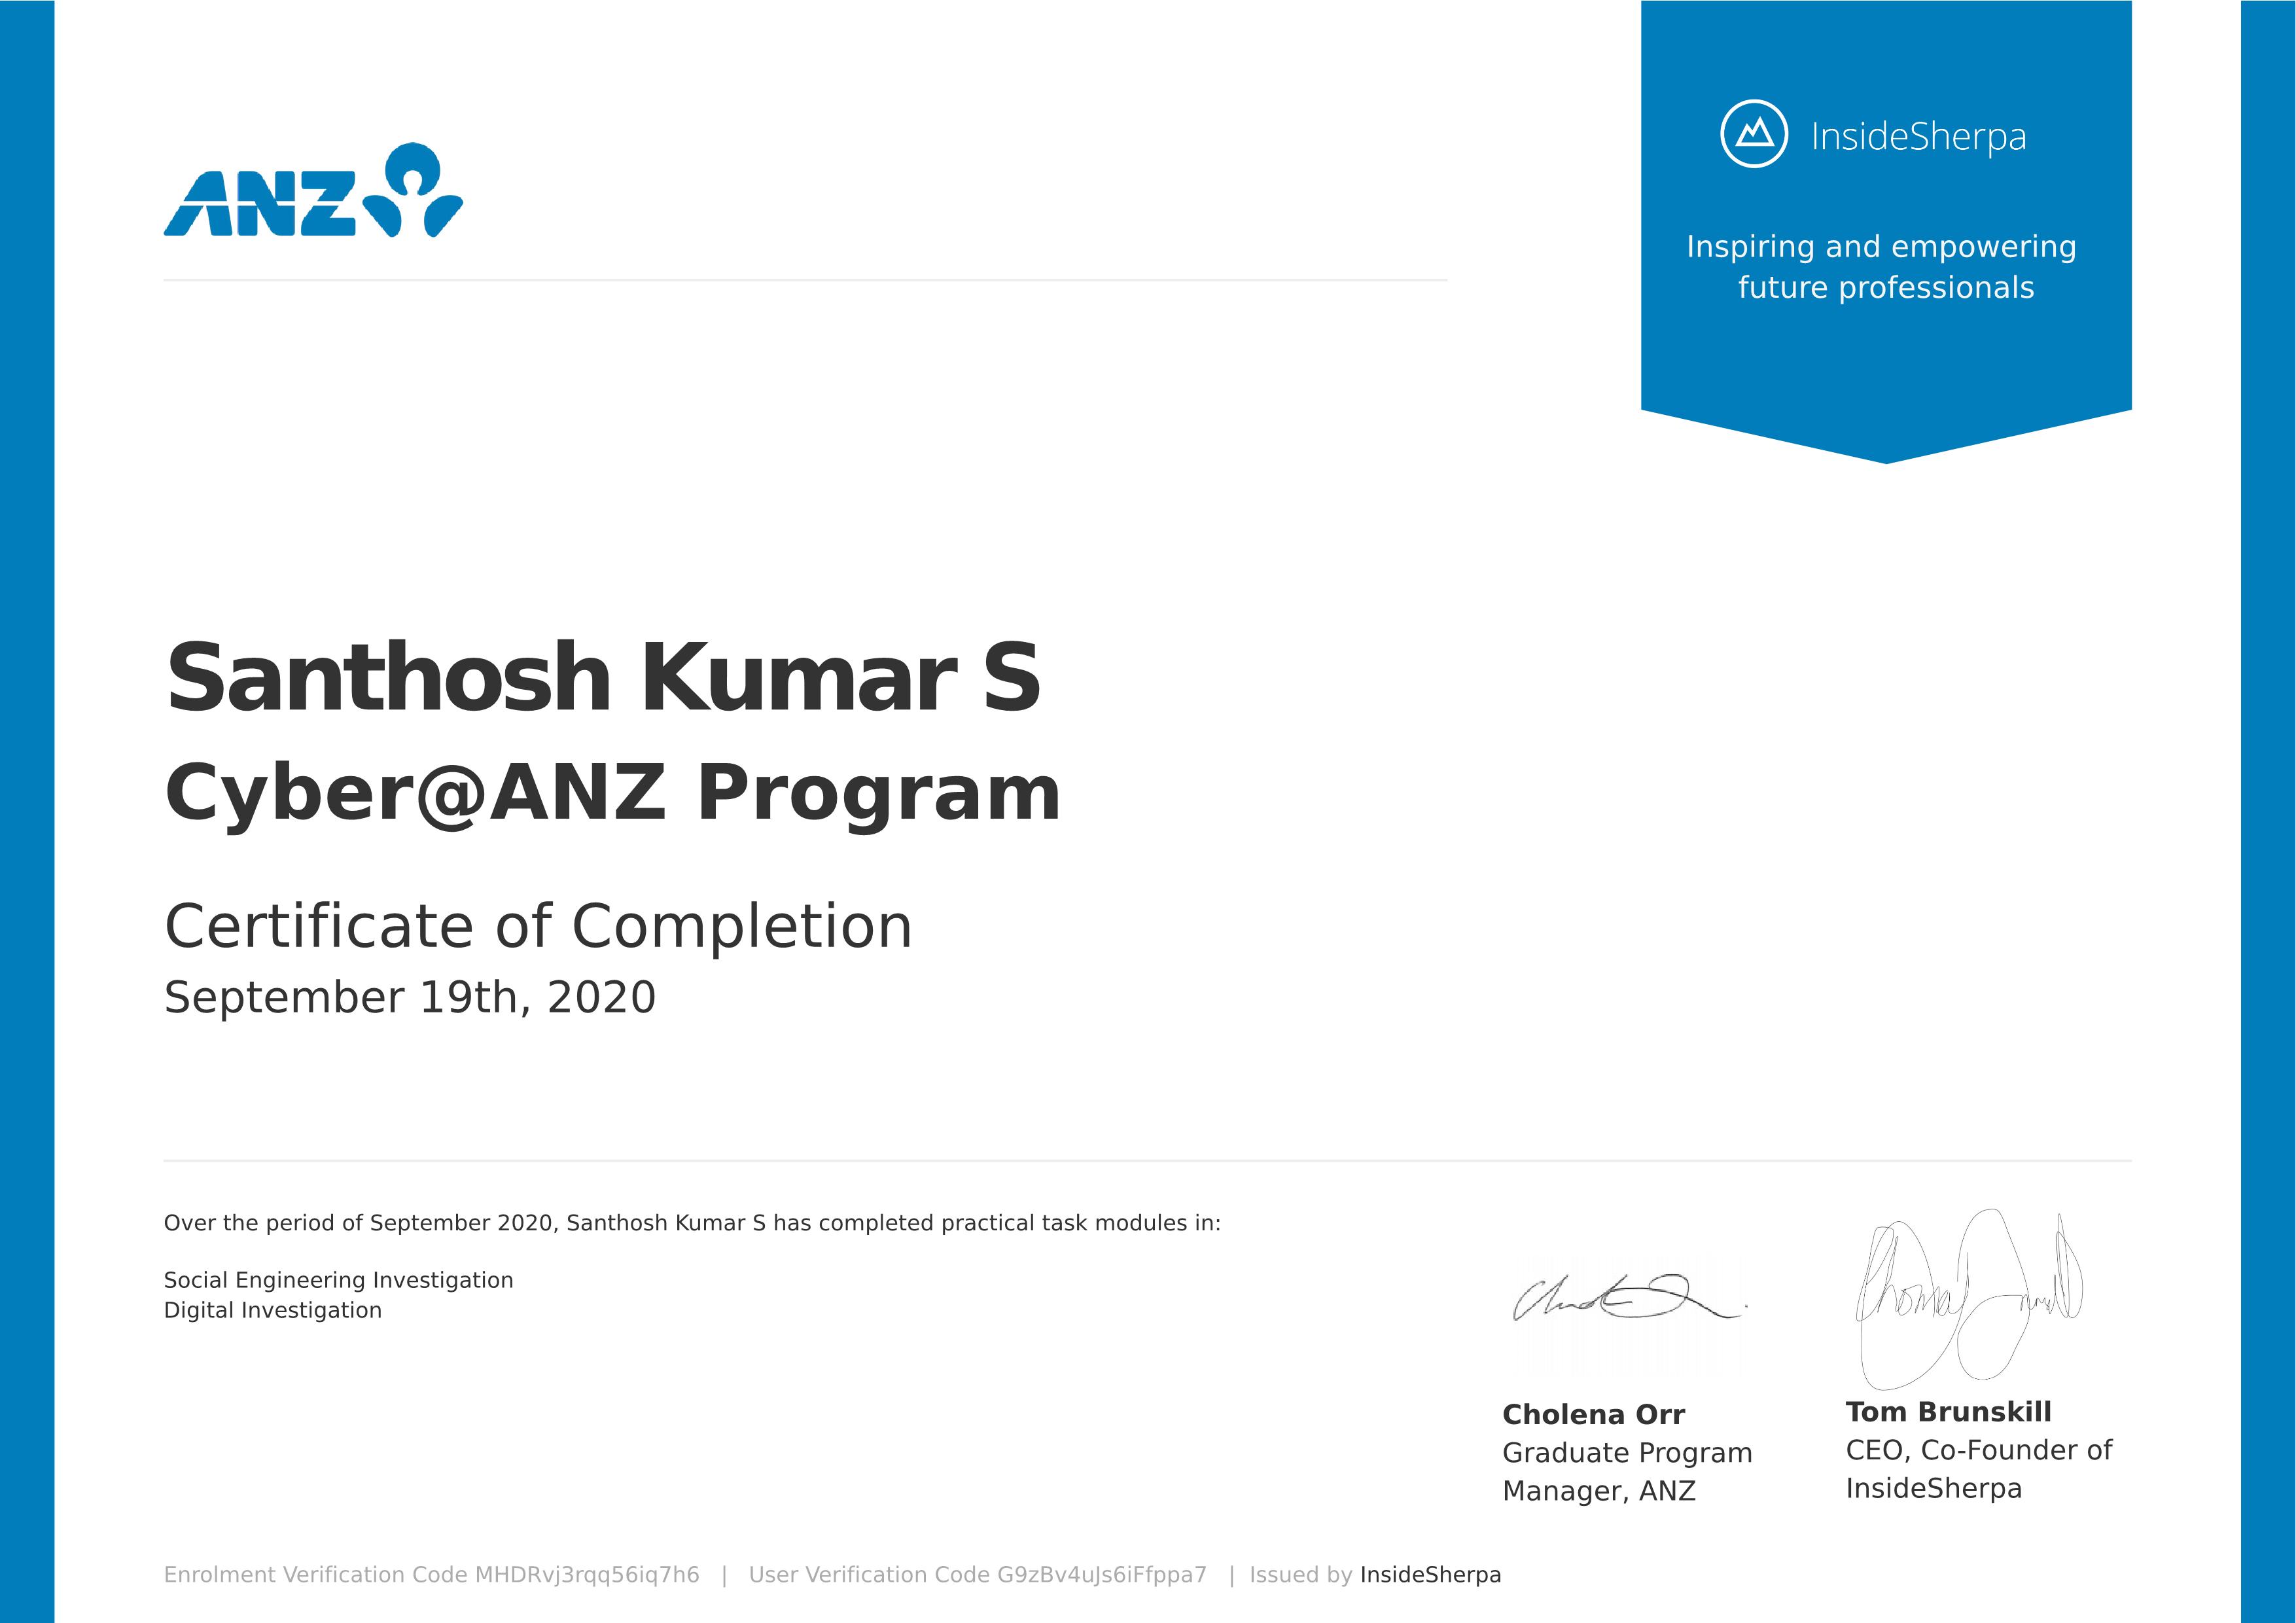 ANZ
InsideSherpa
Inspiring and empowering
future professionals
Santhosh Kumar S
Cyber@ANZ Program
Certificate of Completion
September 19th, 2020
Over the period of September 2020, Santhosh Kumar S has completed practical task modules in:
Social Engineering Investigation
Digital Investigation
Cholena Orr
Graduate Program
Manager, ANZ
Tom Brunskill
CEO, Co-Founder of
InsideSherpa
Enrolment Verification Code MHDRvj3rqq56iq7h6 | User Verification Code G9zBv4uJs6iFfppa7 | Issued by InsideSherpa